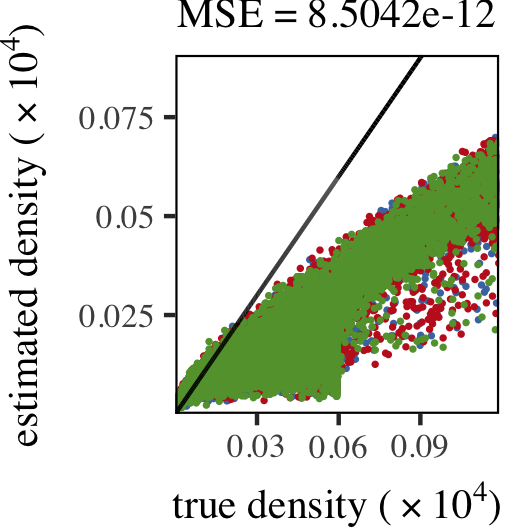 MSE = 8.5042e-12
estimated density ( × 10⁴)
0.075
0.05
0.025
0.03 0.06 0.09
true density ( × 10⁴)